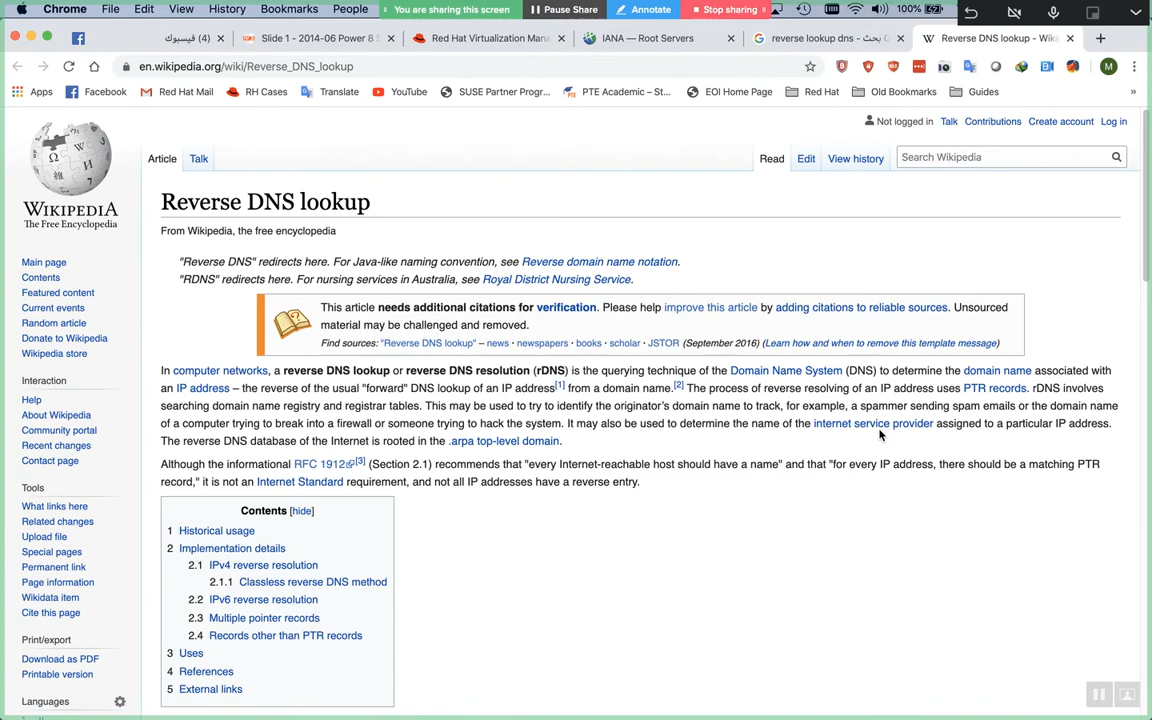 Chrome File Edit View History Bookmarks People You are sharing this screen Pause Share Annotate Stop sharing 100%
(4) فيسبوك Slide 1 - 2014-06 Power 8 S Red Hat Virtualization Mana IANA — Root Servers reverse lookup dns - بحث G Reverse DNS lookup - Wiki
en.wikipedia.org/wiki/Reverse_DNS_lookup M
Apps Facebook Red Hat Mail RH Cases Translate YouTube SUSE Partner Progr... PTE Academic – St... EOI Home Page Red Hat Old Bookmarks Guides »
Not logged in Talk Contributions Create account Log in
Article Talk Read Edit View history Search Wikipedia
WIKIPEDIA
The Free Encyclopedia
Main page
Contents
Featured content
Current events
Random article
Donate to Wikipedia
Wikipedia store
Interaction
Help
About Wikipedia
Community portal
Recent changes
Contact page
Tools
What links here
Related changes
Upload file
Special pages
Permanent link
Page information
Wikidata item
Cite this page
Print/export
Download as PDF
Printable version
Languages
Reverse DNS lookup
From Wikipedia, the free encyclopedia
"Reverse DNS" redirects here. For Java-like naming convention, see Reverse domain name notation.
"RDNS" redirects here. For nursing services in Australia, see Royal District Nursing Service.
This article needs additional citations for verification. Please help improve this article by adding citations to reliable sources. Unsourced
material may be challenged and removed.
Find sources: "Reverse DNS lookup" – news · newspapers · books · scholar · JSTOR (September 2016) (Learn how and when to remove this template message)
In computer networks, a reverse DNS lookup or reverse DNS resolution (rDNS) is the querying technique of the Domain Name System (DNS) to determine the domain name associated with
an IP address – the reverse of the usual "forward" DNS lookup of an IP address[1] from a domain name.[2] The process of reverse resolving of an IP address uses PTR records. rDNS involves
searching domain name registry and registrar tables. This may be used to try to identify the originator's domain name to track, for example, a spammer sending spam emails or the domain name
of a computer trying to break into a firewall or someone trying to hack the system. It may also be used to determine the name of the internet service provider assigned to a particular IP address.
The reverse DNS database of the Internet is rooted in the .arpa top-level domain.
Although the informational RFC 1912[3] (Section 2.1) recommends that "every Internet-reachable host should have a name" and that "for every IP address, there should be a matching PTR
record," it is not an Internet Standard requirement, and not all IP addresses have a reverse entry.
Contents [hide]
1 Historical usage
2 Implementation details
2.1 IPv4 reverse resolution
2.1.1 Classless reverse DNS method
2.2 IPv6 reverse resolution
2.3 Multiple pointer records
2.4 Records other than PTR records
3 Uses
4 References
5 External links